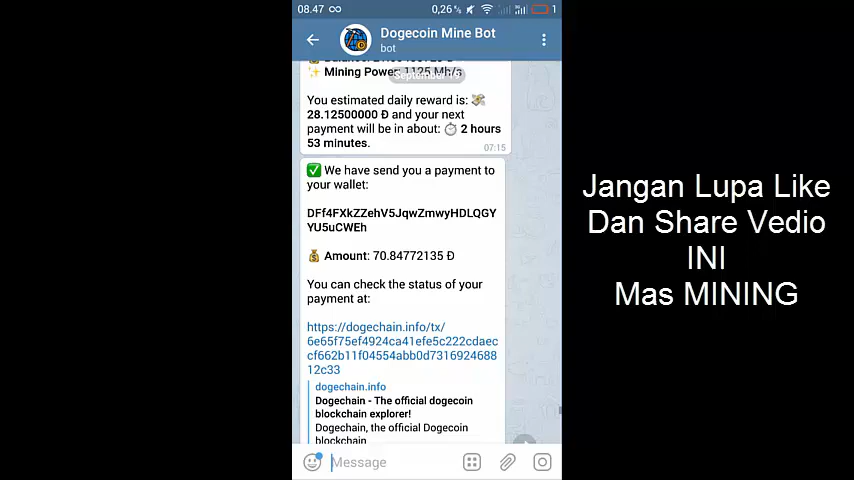 08.47
0,26%
1
Dogecoin Mine Bot
bot
Mining Power: 1125 Mh/s
September 11
You estimated daily reward is:
28.12500000 Đ and your next
payment will be in about: 2 hours
53 minutes.
07:15
We have send you a payment to
your wallet:
DFf4FXkZZehV5JqwZmwyHDLQGY
YU5uCWEh
Amount: 70.84772135 Đ
You can check the status of your
payment at:
https://dogechain.info/tx/
6e65f75ef4924ca41efe5c222cdaec
cf662b11f04554abb0d7316924688
12c33
dogechain.info
Dogechain - The official dogecoin
blockchain explorer!
Dogechain, the official Dogecoin
blockchain
Message
Jangan Lupa Like
Dan Share Vedio
INI
Mas MINING